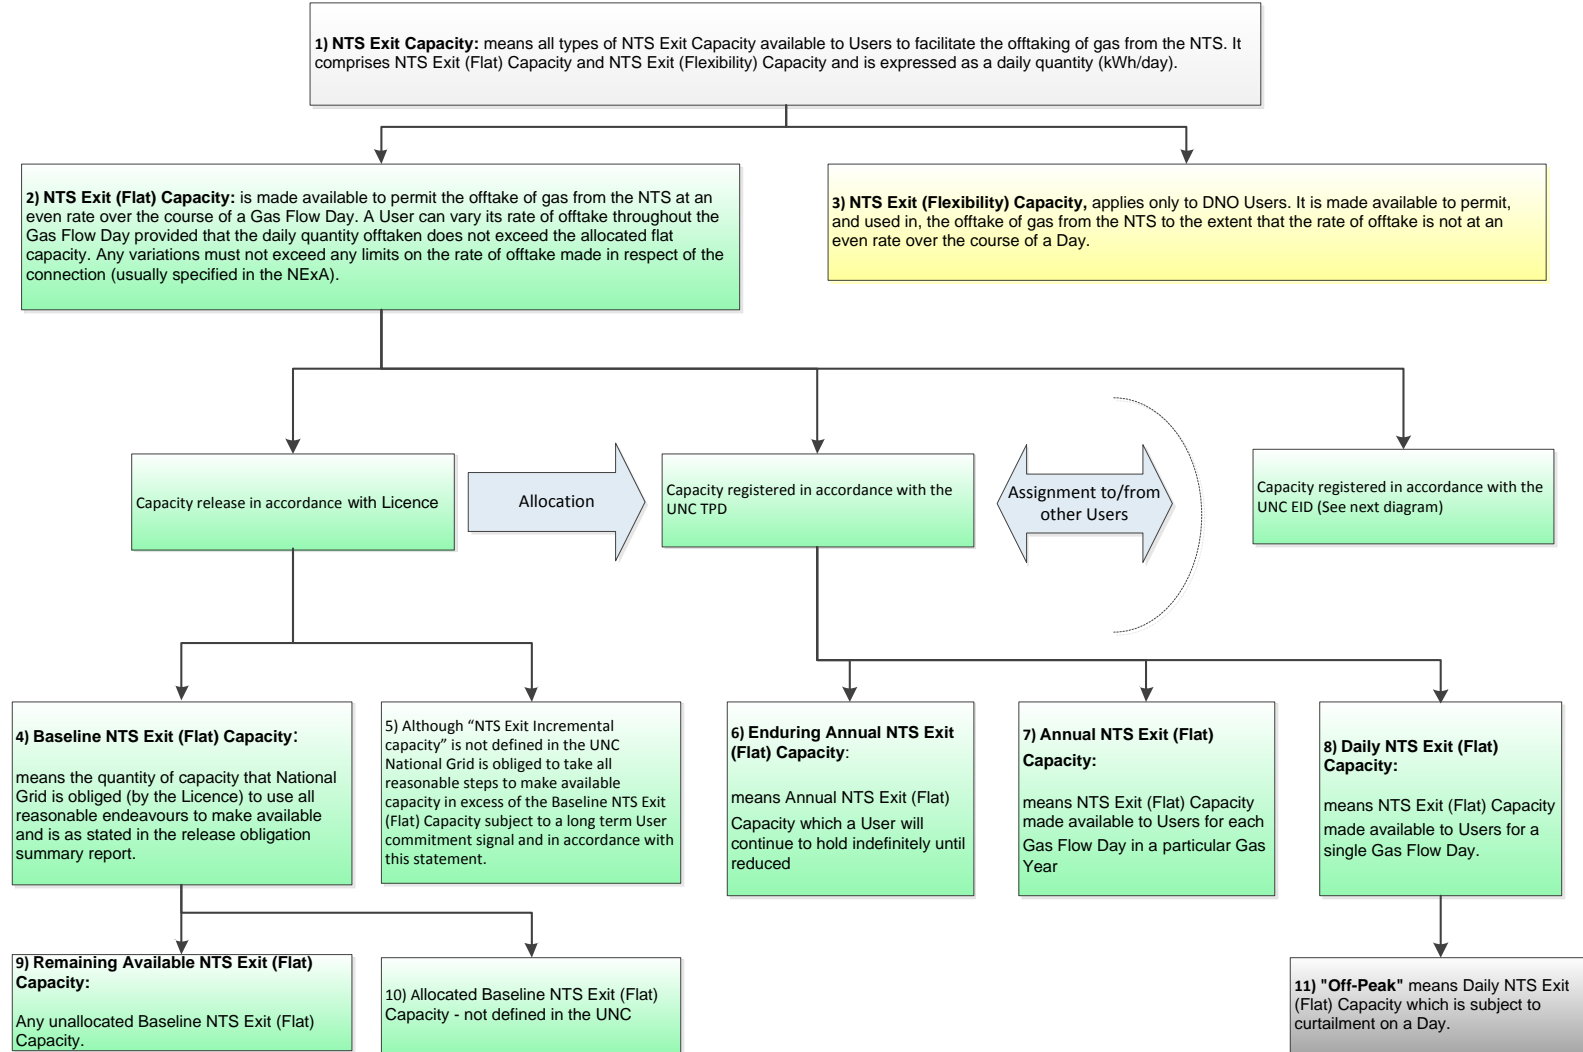 1) NTS Exit Capacity: means all types of NTS Exit Capacity available to Users to facilitate the offtaking of gas from the NTS. It
comprises NTS Exit (Flat) Capacity and NTS Exit (Flexibility) Capacity and is expressed as a daily quantity (kWh/day).
2) NTS Exit (Flat) Capacity: is made available to permit the offtake of gas from the NTS at an
even rate over the course of a Gas Flow Day. A User can vary its rate of offtake throughout the
Gas Flow Day provided that the daily quantity offtaken does not exceed the allocated flat
capacity. Any variations must not exceed any limits on the rate of offtake made in respect of the
connection (usually specified in the NExA).
3) NTS Exit (Flexibility) Capacity, applies only to DNO Users. It is made available to permit,
and used in, the offtake of gas from the NTS to the extent that the rate of offtake is not at an
even rate over the course of a Day.
Capacity release in accordance with Licence
Allocation
Capacity registered in accordance with the
UNC TPD
Assignment to/from
other Users
Capacity registered in accordance with the
UNC EID (See next diagram)
4) Baseline NTS Exit (Flat) Capacity:
means the quantity of capacity that National
Grid is obliged (by the Licence) to use all
reasonable endeavours to make available
and is as stated in the release obligation
summary report.
5) Although “NTS Exit Incremental
capacity” is not defined in the UNC
National Grid is obliged to take all
reasonable steps to make available
capacity in excess of the Baseline NTS Exit
(Flat) Capacity subject to a long term User
commitment signal and in accordance with
this statement.
6) Enduring Annual NTS Exit
(Flat) Capacity:
means Annual NTS Exit (Flat)
Capacity which a User will
continue to hold indefinitely until
reduced
7) Annual NTS Exit (Flat)
Capacity:
means NTS Exit (Flat) Capacity
made available to Users for each
Gas Flow Day in a particular Gas
Year
8) Daily NTS Exit (Flat)
Capacity:
means NTS Exit (Flat) Capacity
made available to Users for a
single Gas Flow Day.
9) Remaining Available NTS Exit (Flat)
Capacity:
Any unallocated Baseline NTS Exit (Flat)
Capacity.
10) Allocated Baseline NTS Exit (Flat)
Capacity - not defined in the UNC
11) "Off-Peak" means Daily NTS Exit
(Flat) Capacity which is subject to
curtailment on a Day.